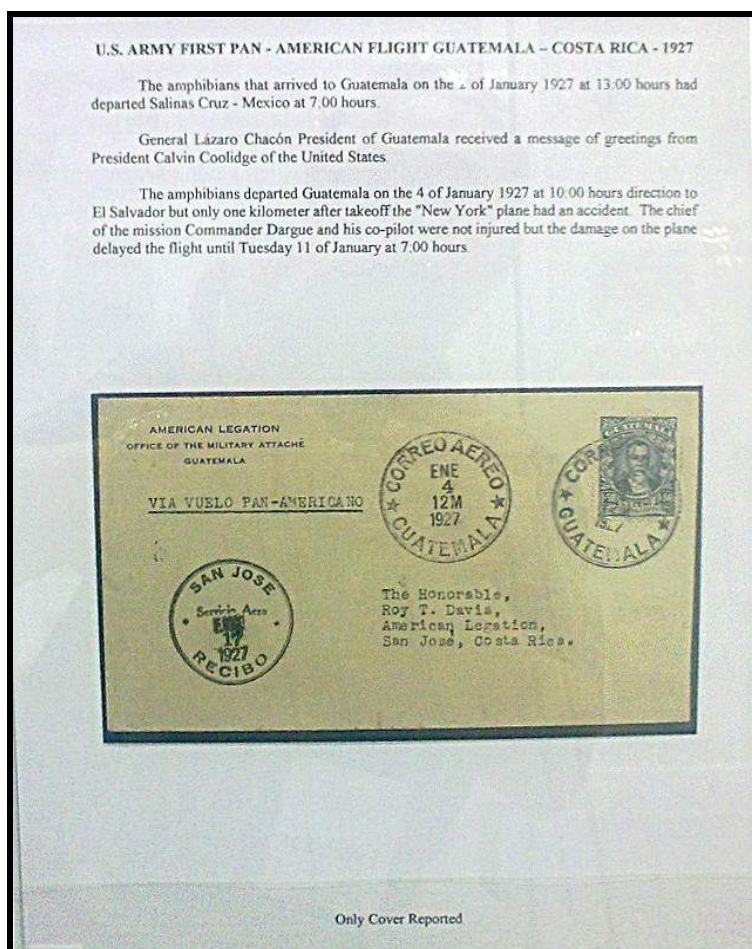 U.S. ARMY FIRST PAN - AMERICAN FLIGHT GUATEMALA – COSTA RICA - 1927
The amphibians that arrived to Guatemala on the of January 1927 at 13:00 hours had
departed Salinas Cruz - Mexico at 7:00 hours.
General Lázaro Chacón President of Guatemala received a message of greetings from
President Calvin Coolidge of the United States.
The amphibians departed Guatemala on the 4 of January 1927 at 10:00 hours direction to
El Salvador but only one kilometer after takeoff the "New York" plane had an accident. The chief
of the mission Commander Dargue and his co-pilot were not injured but the damage on the plane
delayed the flight until Tuesday 11 of January at 7:00 hours.
AMERICAN LEGATION
OFFICE OF THE MILITARY ATTACHÉ
GUATEMALA
VIA VUELO PAN-AMERICANO
CORREO AEREO
ENE
4
12M
1927
GUATEMALA
GUATEMALA
GUATEMALA
SAN JOSE
Servicio Aereo
17
1927
RECIBO
The Honorable,
Roy T. Davis,
American Legation,
San José, Costa Rica.
Only Cover Reported